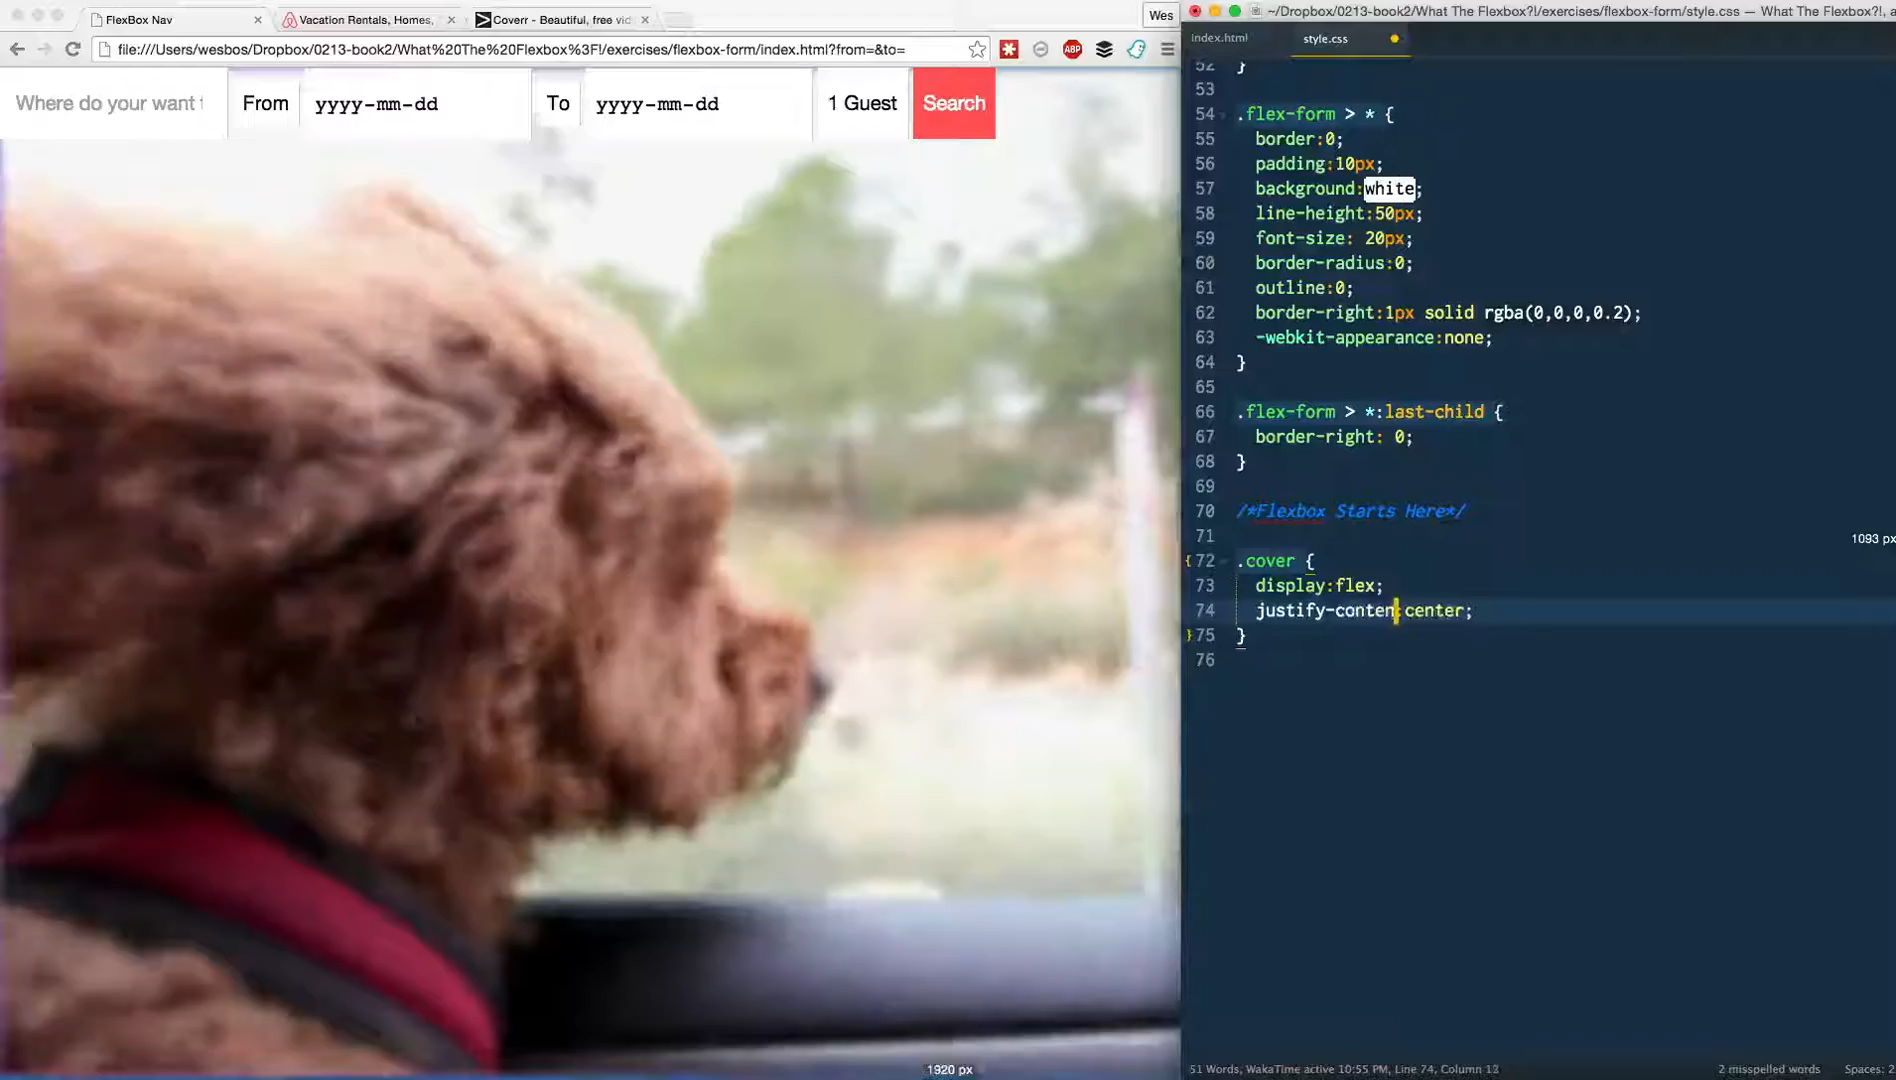 FlexBox Nav
Vacation Rentals, Homes,
Coverr - Beautiful, free vid
Wes
file:///Users/wesbos/Dropbox/0213-book2/What%20The%20Flexbox%3F!/exercises/flexbox-form/index.html?from=&to=
ABP
Where do your want t
From
yyyy-mm-dd
To
yyyy-mm-dd
1 Guest
Search
1920 px
~/Dropbox/0213-book2/What The Flexbox?!/exercises/flexbox-form/style.css — What The Flexbox?!, a
index.html
style.css
52 }
53
54 .flex-form > * {
55 border:0;
56 padding:10px;
57 background:white;
58 line-height:50px;
59 font-size: 20px;
60 border-radius:0;
61 outline:0;
62 border-right:1px solid rgba(0,0,0,0.2);
63 -webkit-appearance:none;
64 }
65
66 .flex-form > *:last-child {
67 border-right: 0;
68 }
69
70 /*Flexbox Starts Here*/
71
1093 px
72 .cover {
73 display:flex;
74 justify-conten:center;
75 }
76
51 Words, WakaTime active 10:55 PM, Line 74, Column 13
2 misspelled words
Spaces: 2